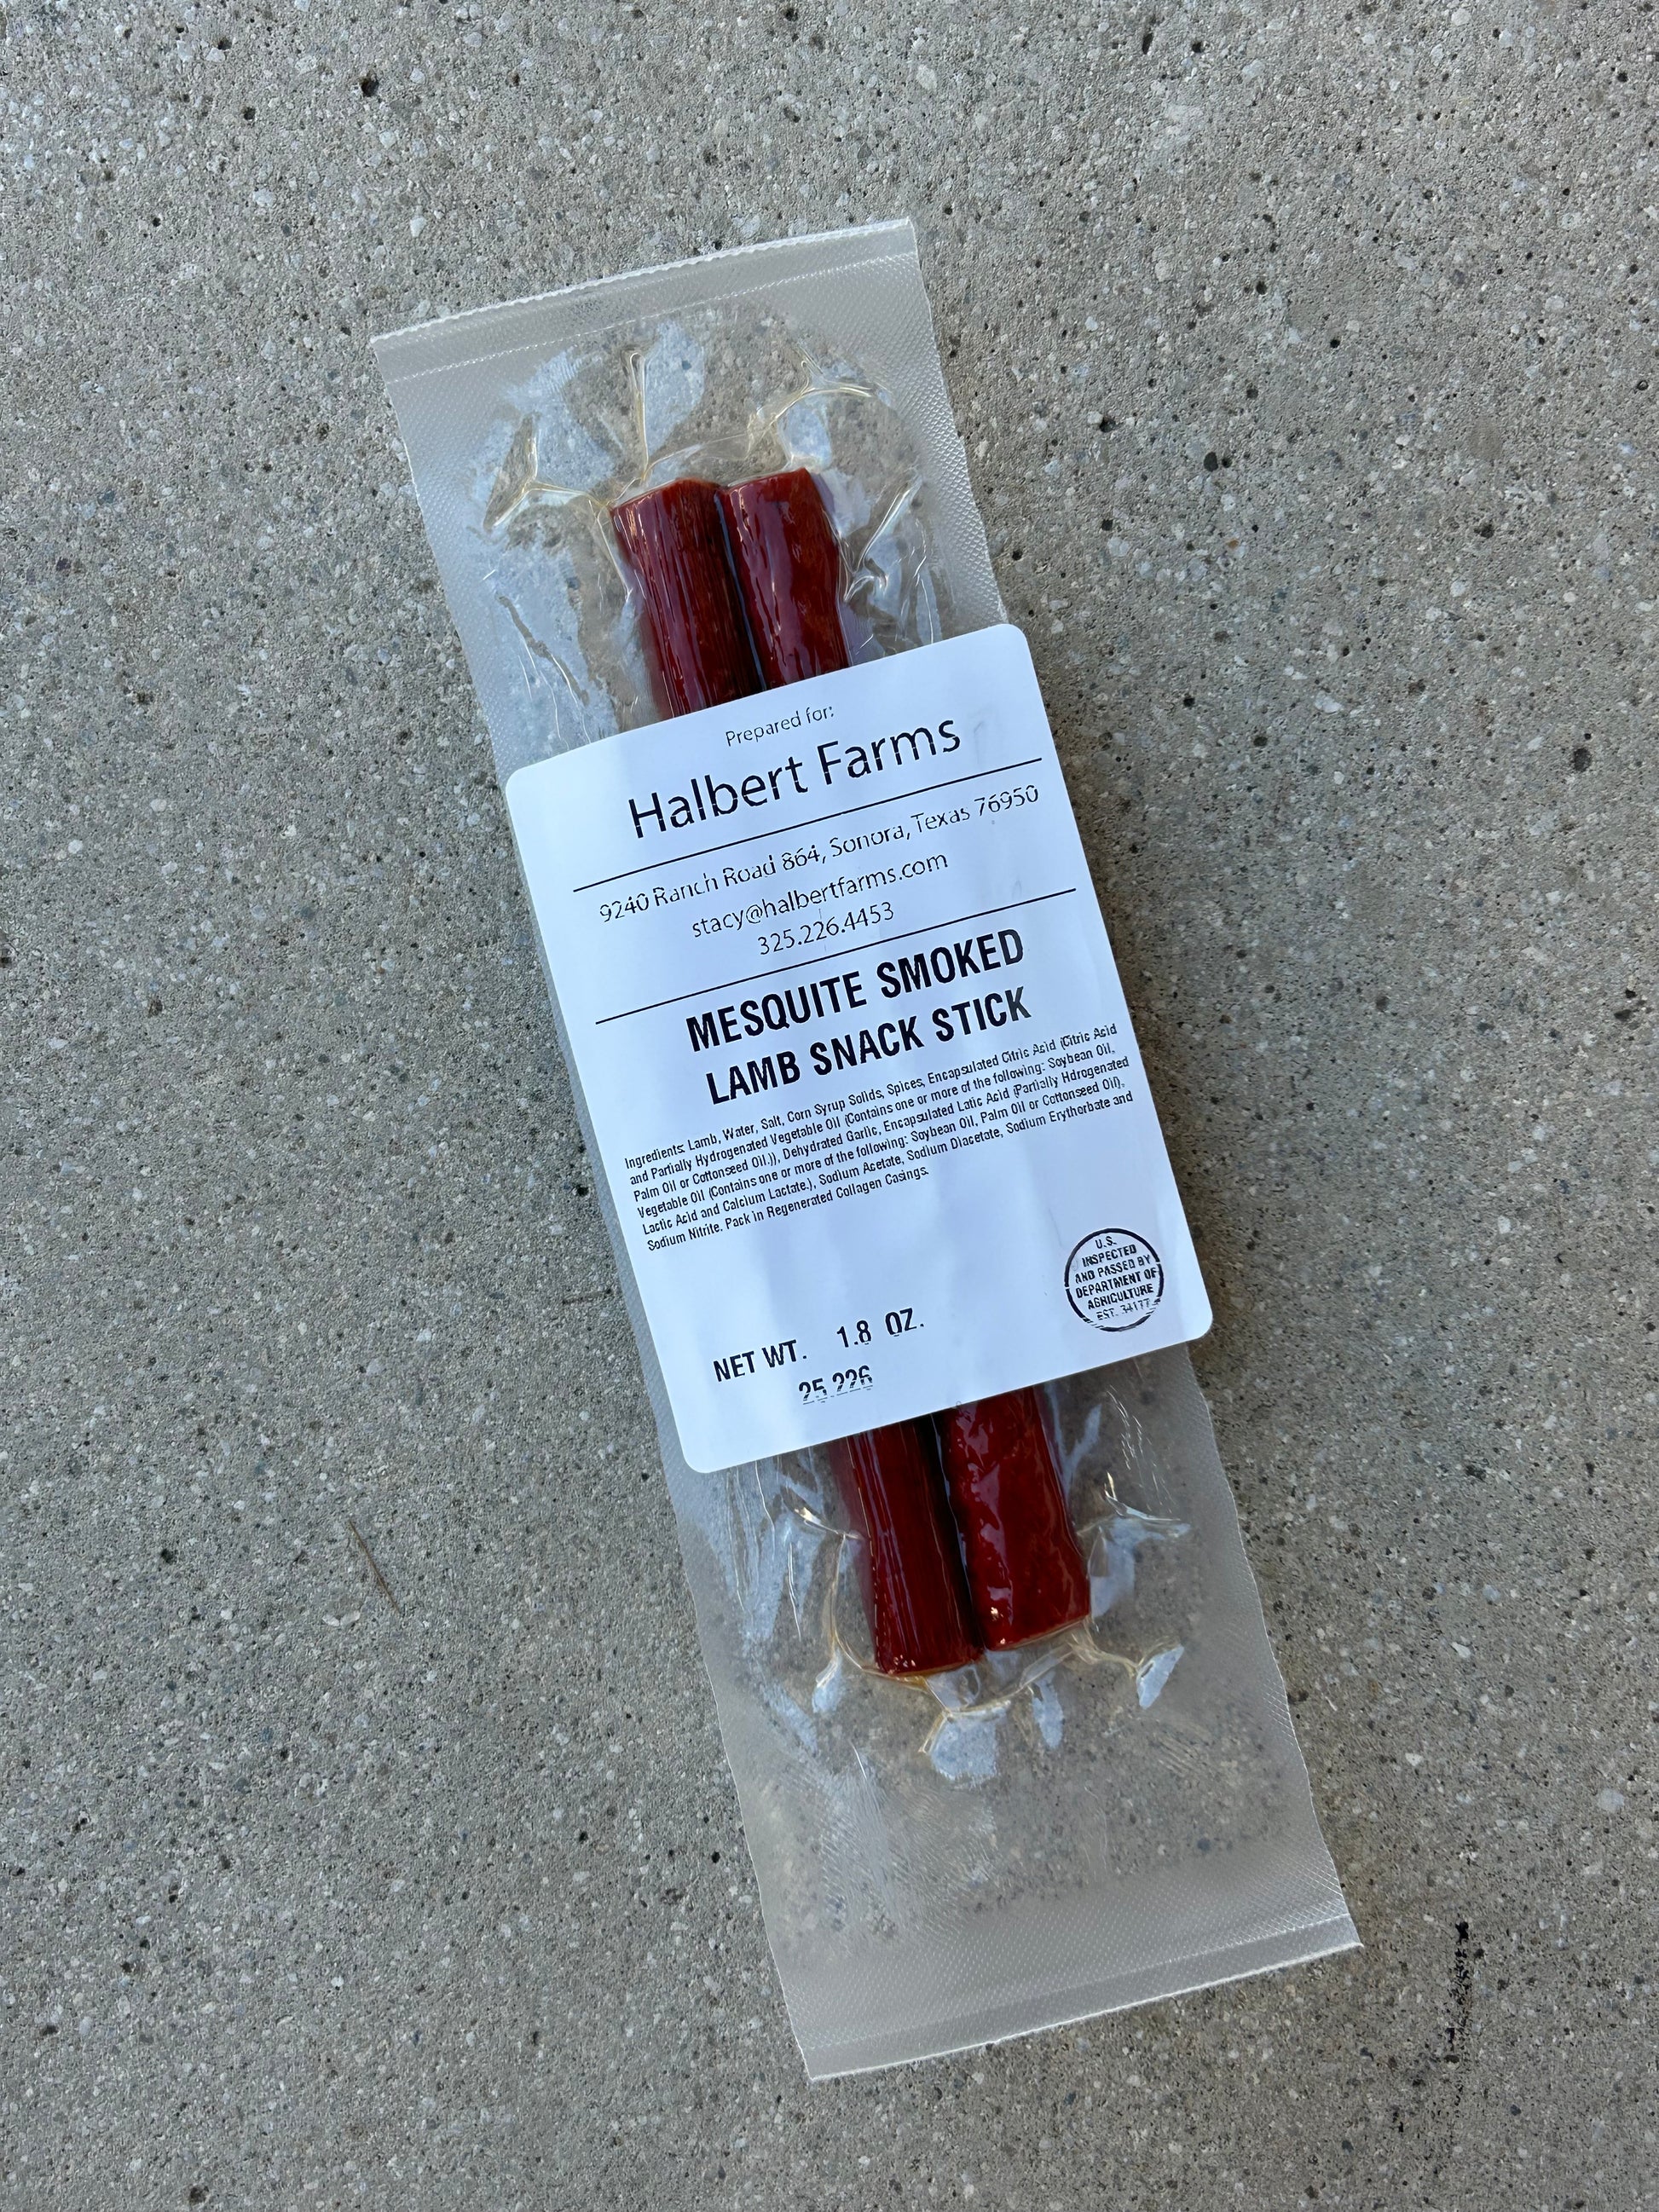 Prepared for:
Halbert Farms
9240 Ranch Road 864, Sonora, Texas 76950
stacy@halbertfarms.com
325.226.4453
MESQUITE SMOKED
LAMB SNACK STICK
Ingredients: Lamb, Water, Salt, Corn Syrup Solids, Spices, Encapsulated Citric Acid (Citric Acid
and Partially Hydrogenated Vegetable Oil (Contains one or more of the following: Soybean Oil,
Palm Oil or Cottonseed Oil.)), Dehydrated Garlic, Encapsulated Latic Acid (Partially Hdrogenated
Vegetable Oil (Contains one or more of the following: Soybean Oil, Palm Oil or Cottonseed Oil),
Lactic Acid and Calcium Lactate.), Sodium Acetate, Sodium Diacetate, Sodium Erythorbate and
Sodium Nitrite. Pack in Regenerated Collagen Casings.
U.S.
INSPECTED
AND PASSED BY
DEPARTMENT OF
AGRICULTURE
EST. 34177
NET WT. 1.8 OZ.
25.226